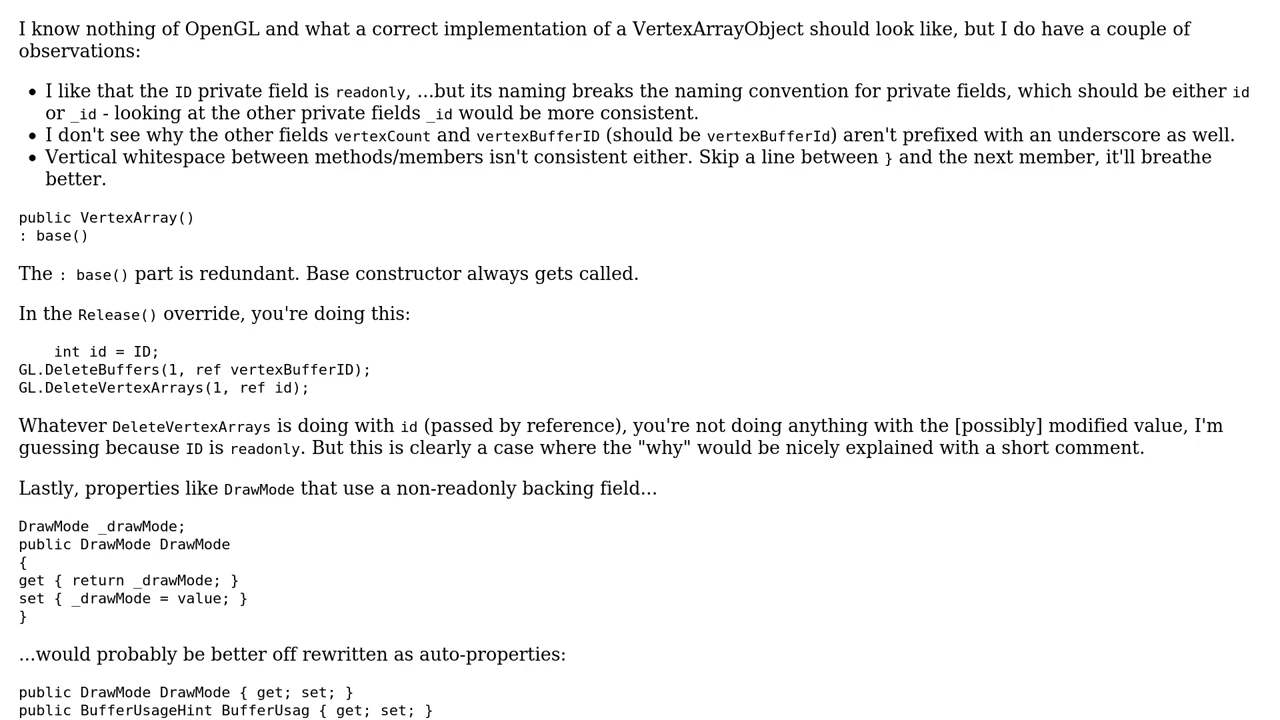 I know nothing of OpenGL and what a correct implementation of a VertexArrayObject should look like, but I do have a couple of
observations:
• I like that the ID private field is readonly, ...but its naming breaks the naming convention for private fields, which should be either id
or _id - looking at the other private fields _id would be more consistent.
• I don't see why the other fields vertexCount and vertexBufferID (should be vertexBufferId) aren't prefixed with an underscore as well.
• Vertical whitespace between methods/members isn't consistent either. Skip a line between } and the next member, it'll breathe
better.
public VertexArray()
: base()
The : base() part is redundant. Base constructor always gets called.
In the Release() override, you're doing this:
    int id = ID;
GL.DeleteBuffers(1, ref vertexBufferID);
GL.DeleteVertexArrays(1, ref id);
Whatever DeleteVertexArrays is doing with id (passed by reference), you're not doing anything with the [possibly] modified value, I'm
guessing because ID is readonly. But this is clearly a case where the "why" would be nicely explained with a short comment.
Lastly, properties like DrawMode that use a non-readonly backing field...
DrawMode _drawMode;
public DrawMode DrawMode
{
get { return _drawMode; }
set { _drawMode = value; }
}
...would probably be better off rewritten as auto-properties:
public DrawMode DrawMode { get; set; }
public BufferUsageHint BufferUsag { get; set; }